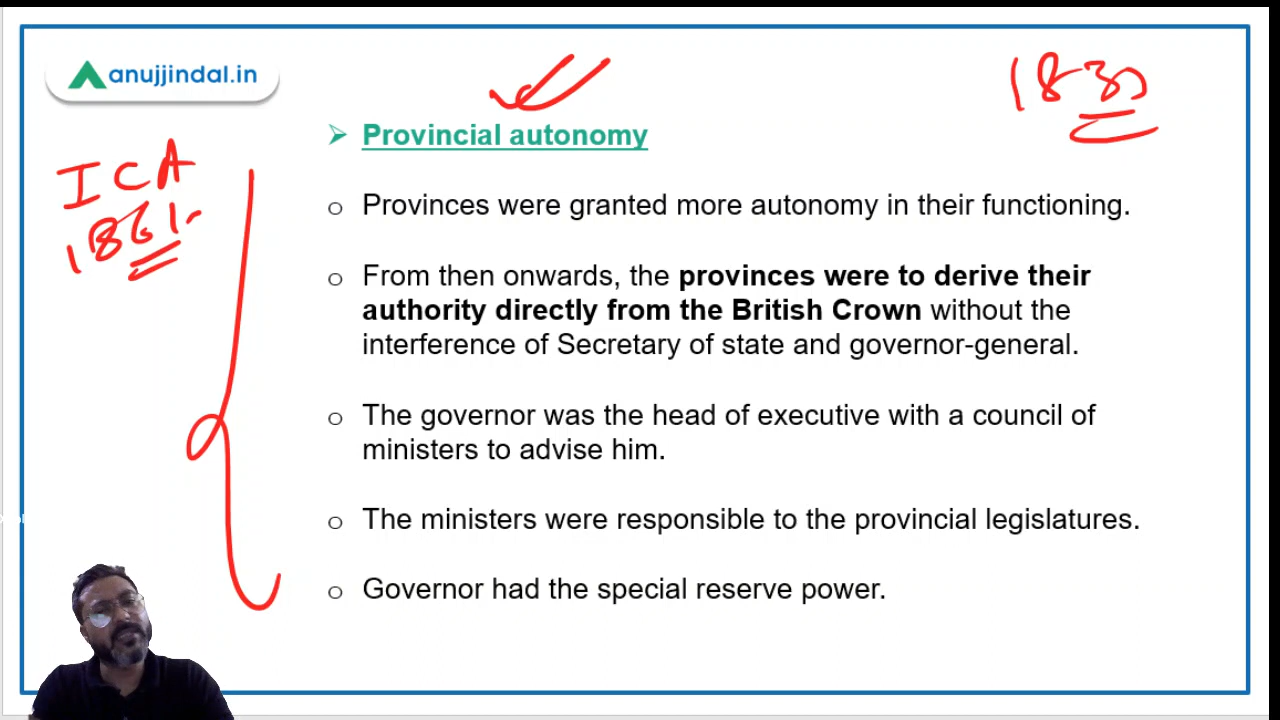 anujjindal.in
1833
➢ Provincial autonomy
ICA
1861
o Provinces were granted more autonomy in their functioning.
o From then onwards, the provinces were to derive their
authority directly from the British Crown without the
interference of Secretary of state and governor-general.
o The governor was the head of executive with a council of
ministers to advise him.
o The ministers were responsible to the provincial legislatures.
o Governor had the special reserve power.